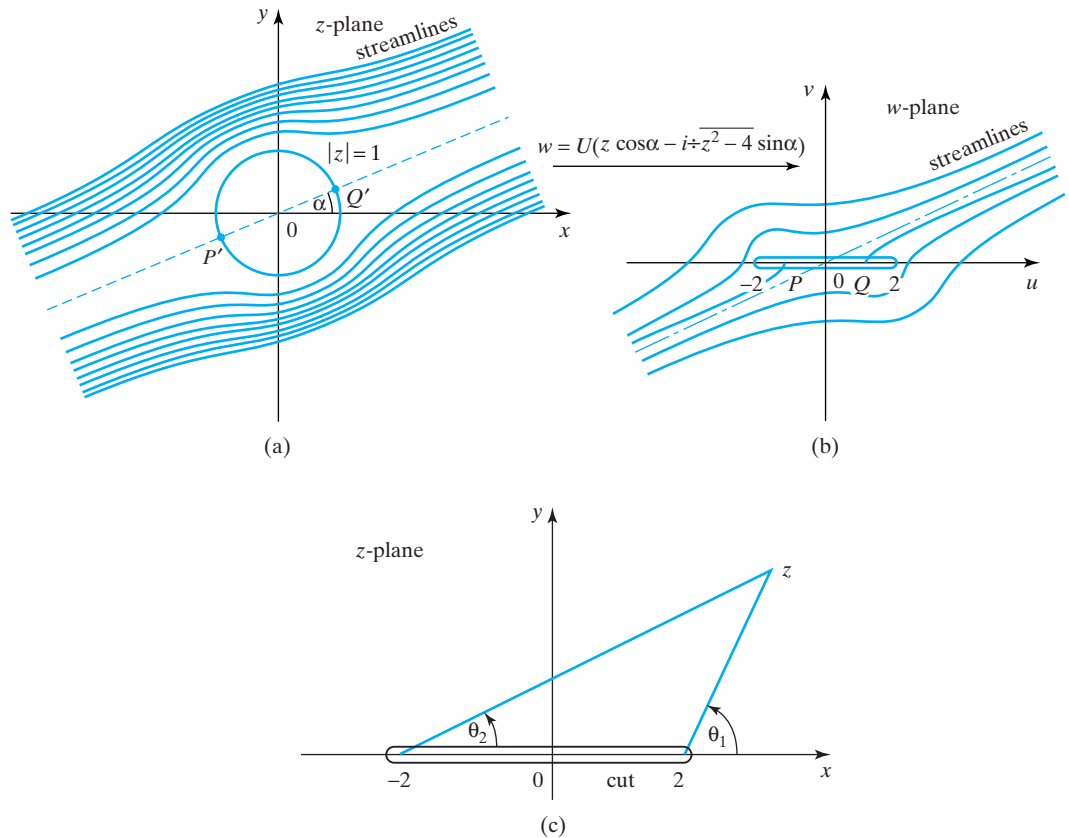 y
z-plane
streamlines
|z| = 1
α
Q′
0
x
P′
(a)
w = U(z cosα – i÷z² – 4 sinα)
v
w-plane
streamlines
–2
P
0
Q
2
u
(b)
y
z-plane
z
θ₂
θ₁
–2
0
cut
2
x
(c)